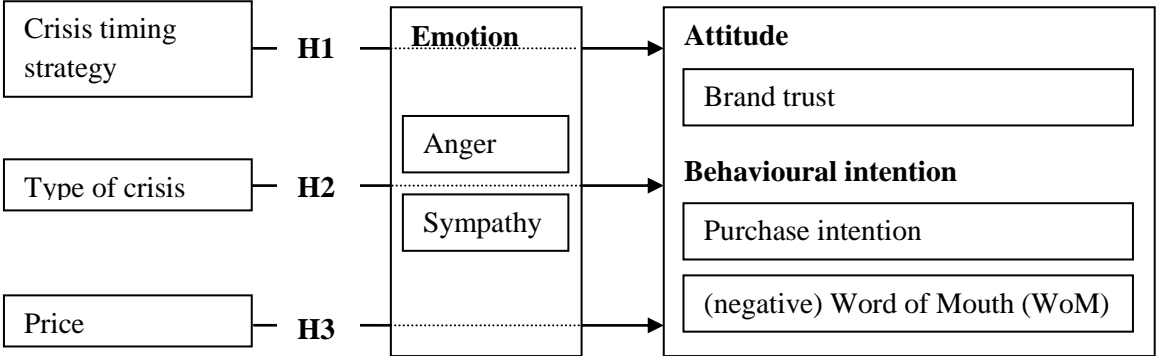 Crisis timing
strategy
H1
Emotion
Attitude
Brand trust
Anger
Type of crisis
H2
Behavioural intention
Sympathy
Purchase intention
(negative) Word of Mouth (WoM)
Price
H3